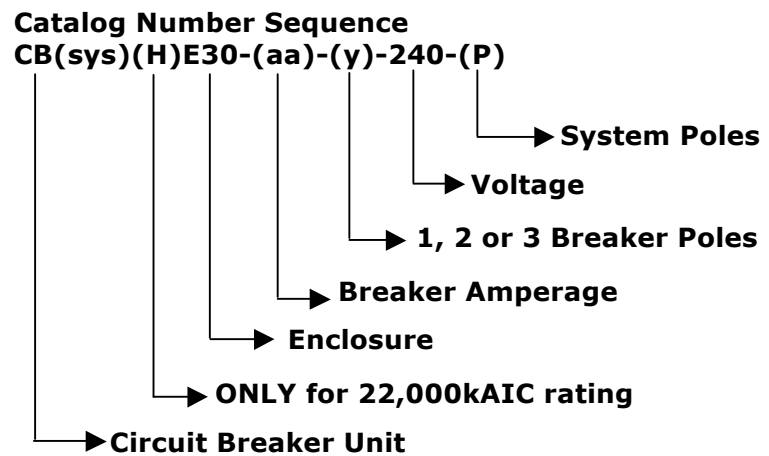 Catalog Number Sequence
CB(sys)(H)E30-(aa)-(y)-240-(P)
System Poles
Voltage
1, 2 or 3 Breaker Poles
Breaker Amperage
Enclosure
ONLY for 22,000kAIC rating
Circuit Breaker Unit